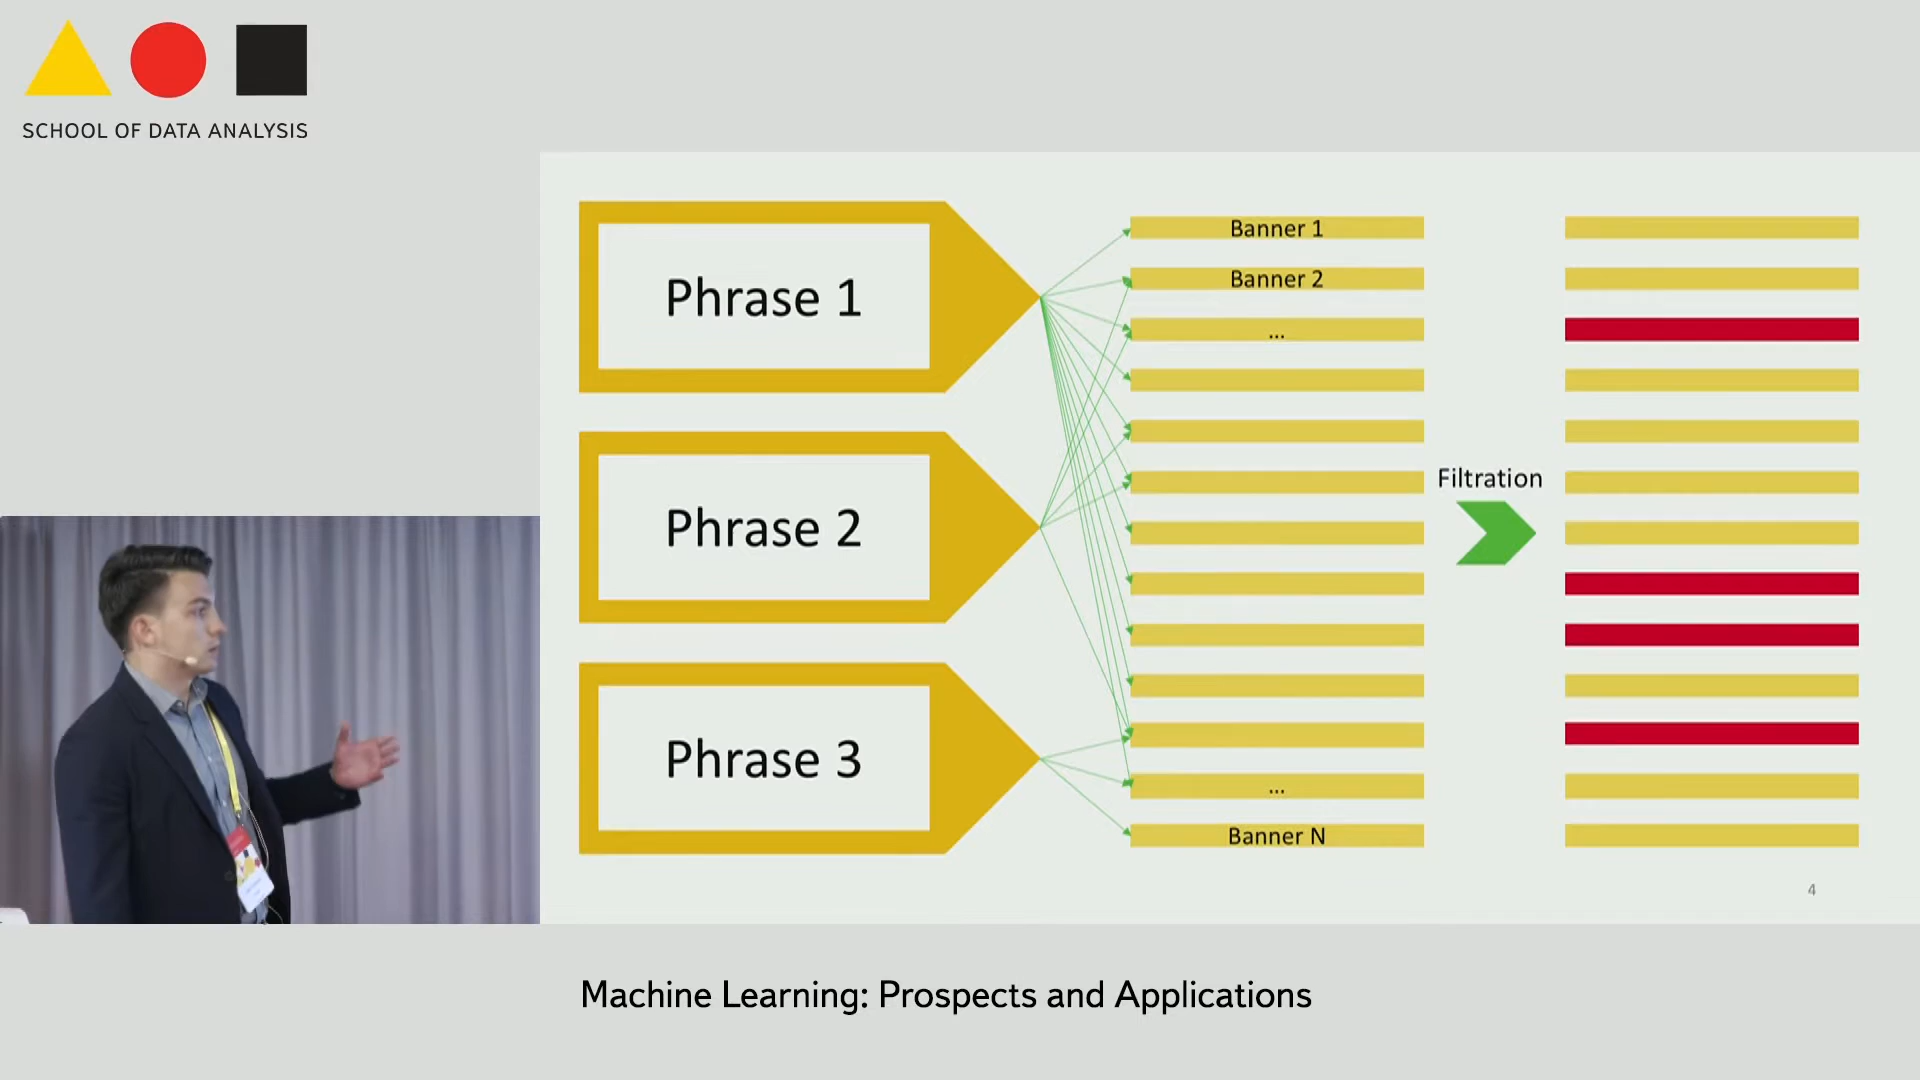 SCHOOL OF DATA ANALYSIS
Phrase 1
Phrase 2
Phrase 3
Banner 1
Banner 2
...
...
Banner N
Filtration
4
Machine Learning: Prospects and Applications